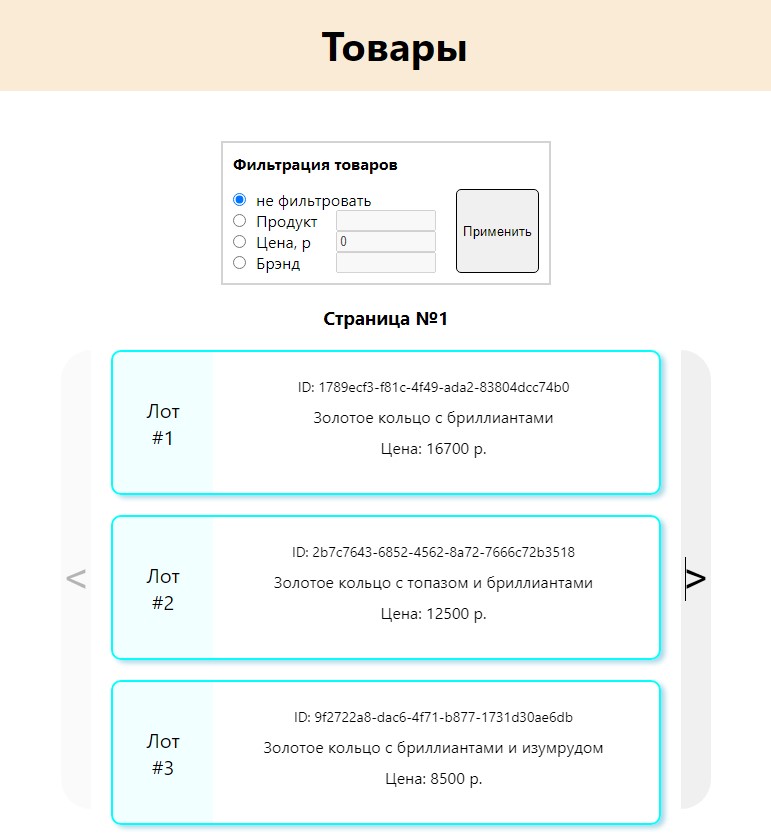 Товары
Фильтрация товаров
не фильтровать
Продукт
Цена, р 0
Брэнд
Применить
Страница №1
<
>
Лот
#1
ID: 1789ecf3-f81c-4f49-ada2-83804dcc74b0
Золотое кольцо с бриллиантами
Цена: 16700 р.
Лот
#2
ID: 2b7c7643-6852-4562-8a72-7666c72b3518
Золотое кольцо с топазом и бриллиантами
Цена: 12500 р.
Лот
#3
ID: 9f2722a8-dac6-4f71-b877-1731d30ae6db
Золотое кольцо с бриллиантами и изумрудом
Цена: 8500 р.